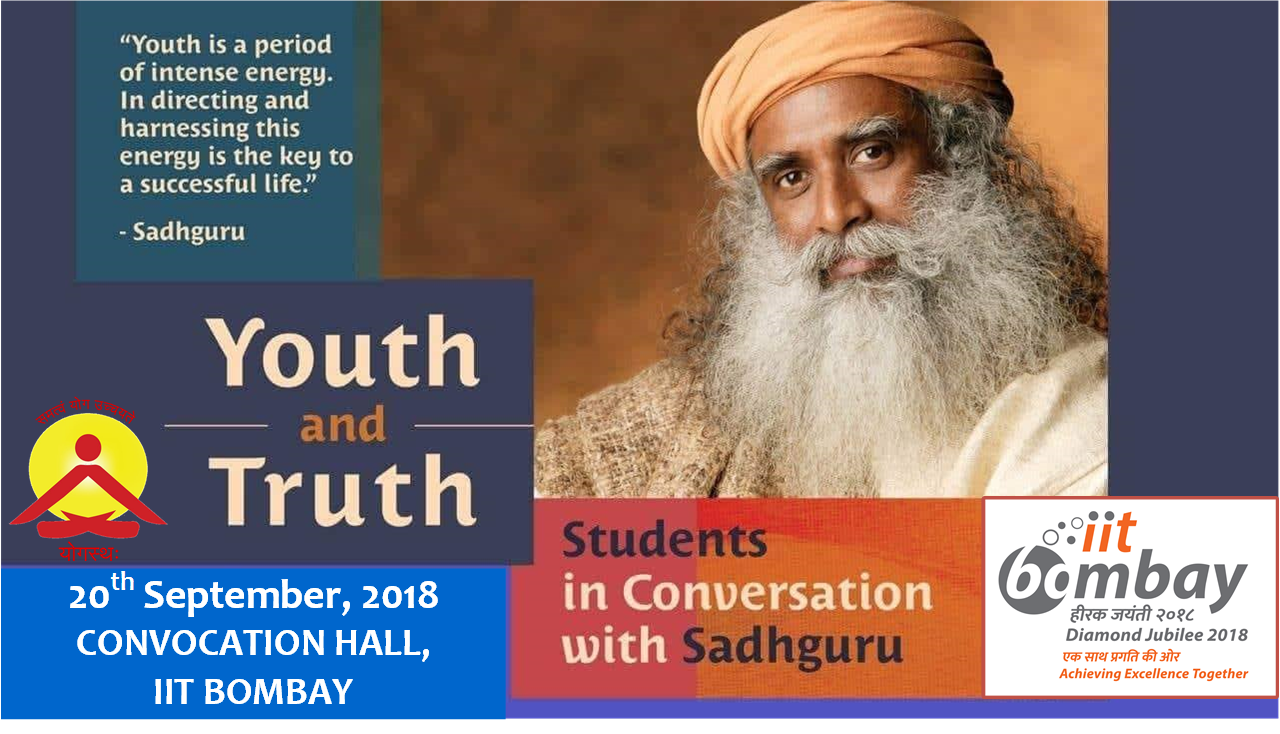 “Youth is a period
of intense energy.
In directing and
harnessing this
energy is the key to
a successful life.”
- Sadhguru
Youth
and
Truth
योगस्थः
20th September, 2018
CONVOCATION HALL,
IIT BOMBAY
Students
in Conversation
with Sadhguru
iit
bombay
हीरक जयंती २०१८
Diamond Jubilee 2018
एक साथ प्रगति की ओर
Achieving Excellence Together